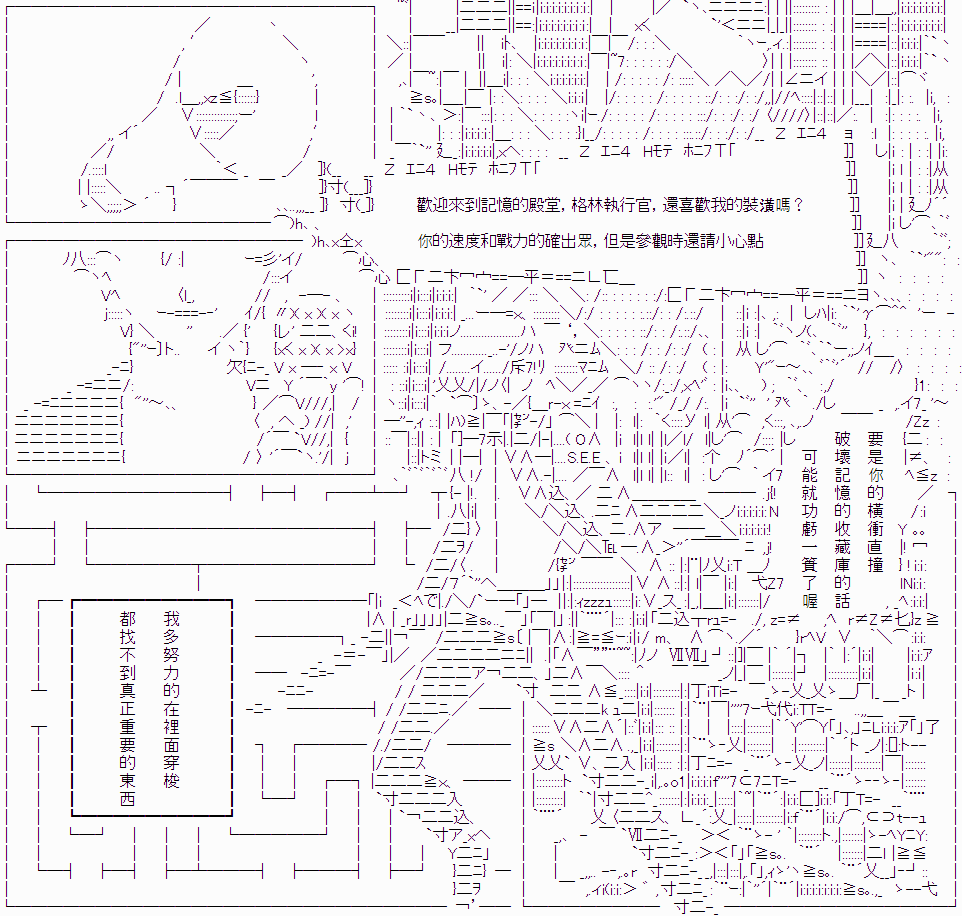 歡迎來到記憶的殿堂, 格林執行官, 還喜歡我的裝潢嗎？
你的速度和戰力的確出眾, 但是參觀時還請小心點
要是你的橫衝直撞
破壞記憶的收藏庫的話
可能就功虧一簣了喔
我多努力的在裡面穿梭
都找不到真正重要的東西